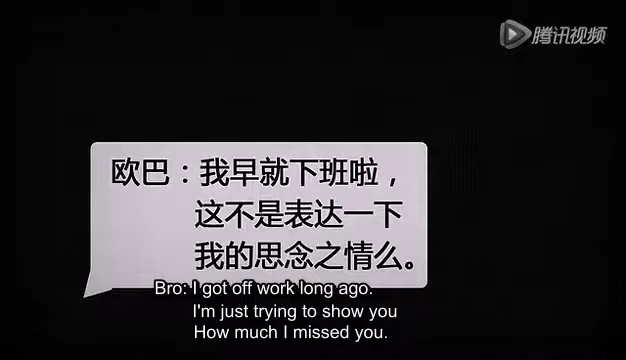 腾讯视频
欧巴：我早就下班啦，
这不是表达一下
我的思念之情么。
Bro: I got off work long ago.
I'm just trying to show you
How much I missed you.